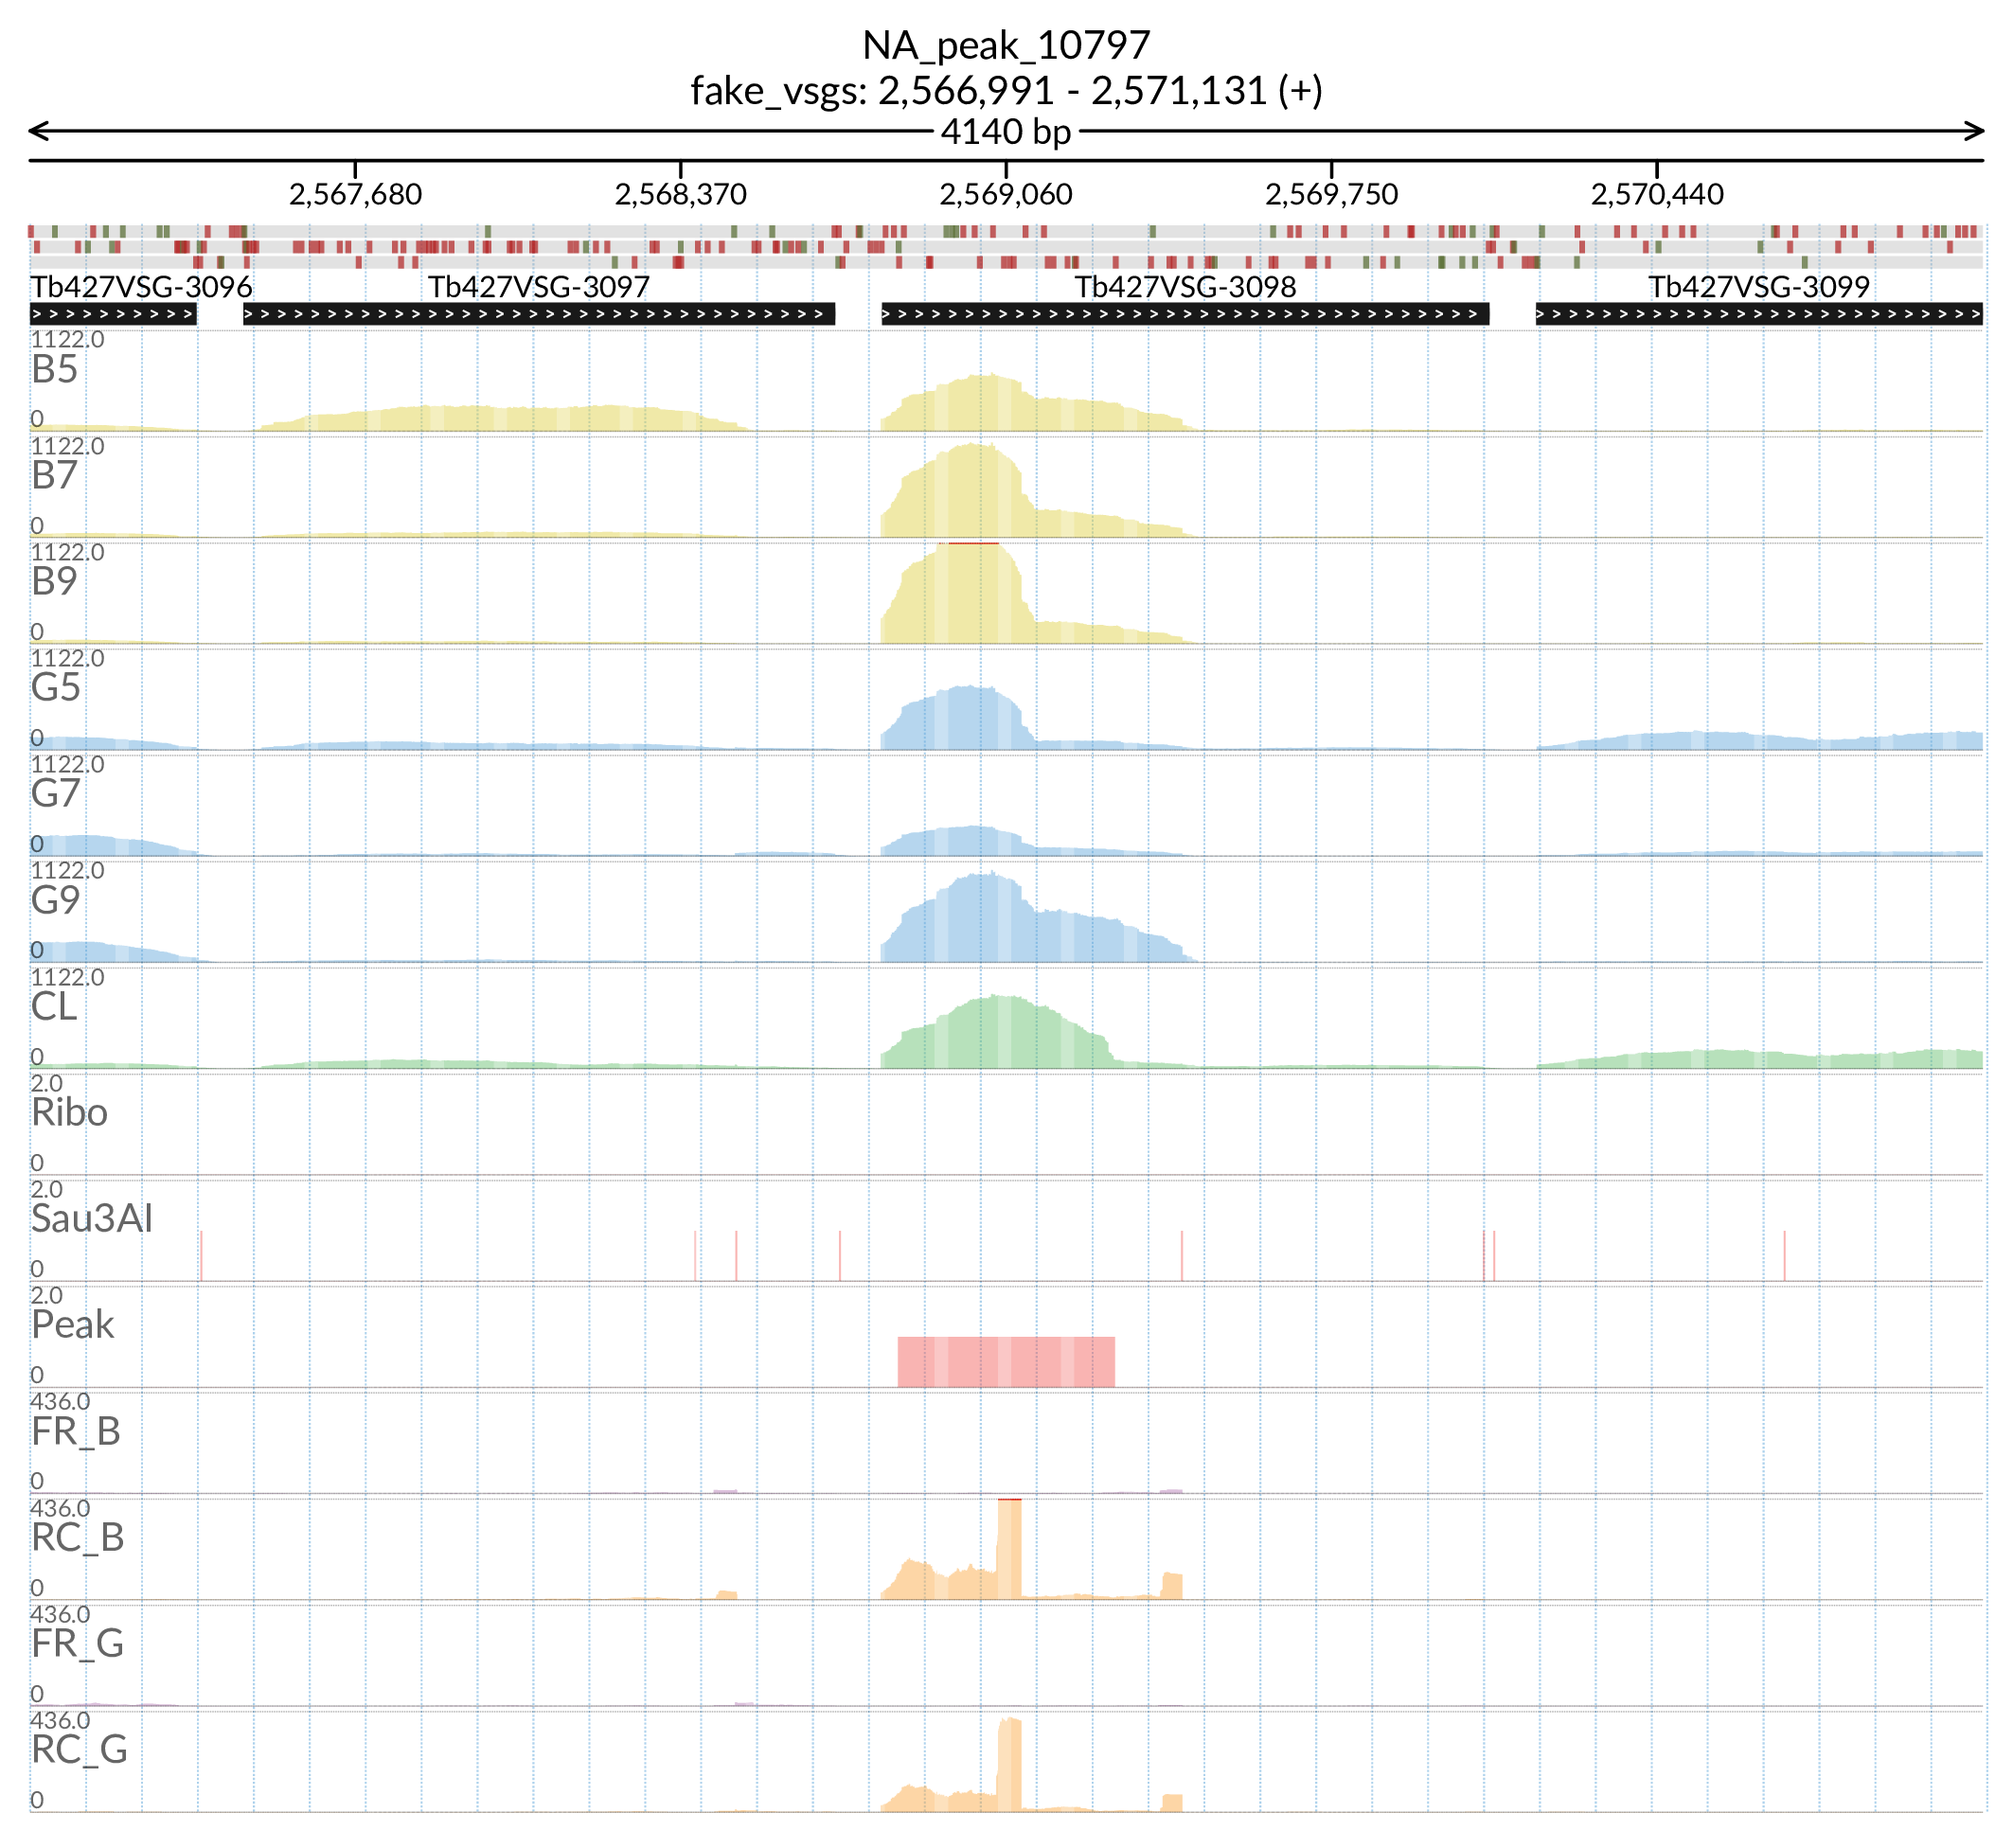 NA_peak_10797
fake_vsgs: 2,566,991 - 2,571,131 (+)
4140 bp
2,567,680 2,568,370 2,569,060 2,569,750 2,570,440
Tb427VSG-3096 Tb427VSG-3097 Tb427VSG-3098 Tb427VSG-3099
1122.0
B5
0
1122.0
B7
0
1122.0
B9
0
1122.0
G5
0
1122.0
G7
0
1122.0
G9
0
1122.0
CL
0
2.0
Ribo
0
2.0
Sau3AI
0
2.0
Peak
0
436.0
FR_B
0
436.0
RC_B
0
436.0
FR_G
0
436.0
RC_G
0